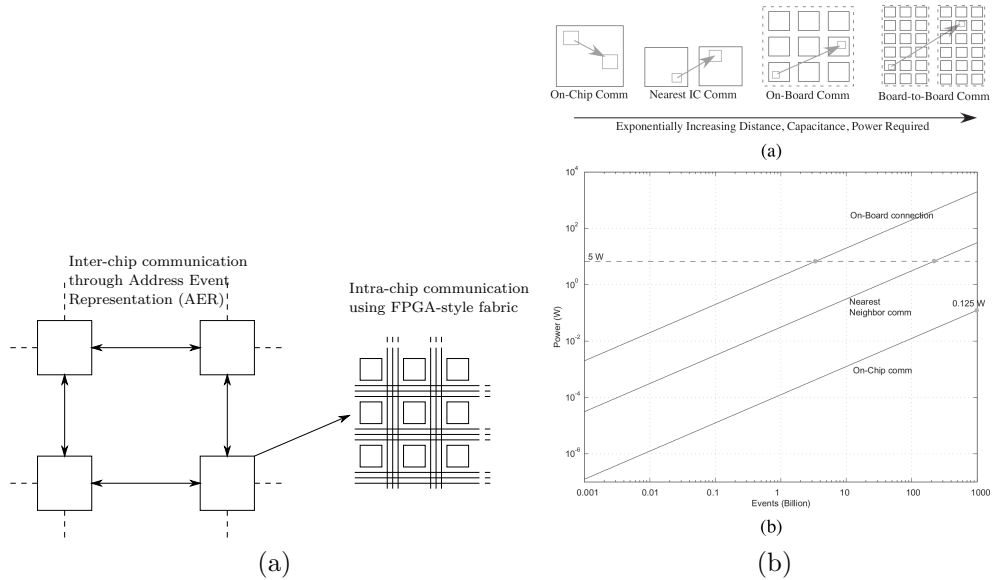 Inter-chip communication
through Address Event
Representation (AER)
Intra-chip communication
using FPGA-style fabric
(a)
On-Chip Comm
Nearest IC Comm
On-Board Comm
Board-to-Board Comm
Exponentially Increasing Distance, Capacitance, Power Required
(a)
10^4
10^2
10^0
10^-2
10^-4
10^-6
Power (W)
On-Board connection
5 W
Nearest
Neighbor comm
0.125 W
On-Chip comm
0.001 0.01 0.1 1 10 100 1000
Events (Billion)
(b)
(b)